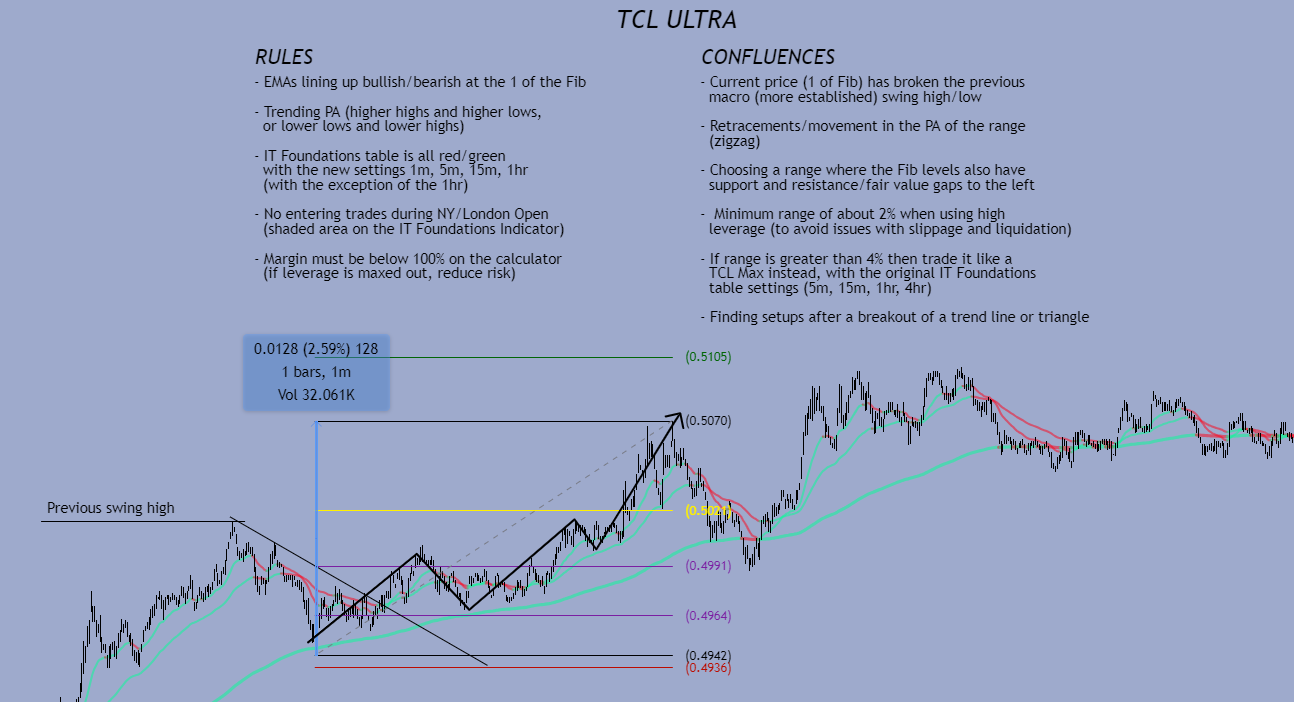 TCL ULTRA
RULES
- EMAs lining up bullish/bearish at the 1 of the Fib
- Trending PA (higher highs and higher lows,
or lower lows and lower highs)
- IT Foundations table is all red/green
with the new settings 1m, 5m, 15m, 1hr
(with the exception of the 1hr)
- No entering trades during NY/London Open
(shaded area on the IT Foundations Indicator)
- Margin must be below 100% on the calculator
(if leverage is maxed out, reduce risk)
CONFLUENCES
- Current price (1 of Fib) has broken the previous
macro (more established) swing high/low
- Retracements/movement in the PA of the range
(zigzag)
- Choosing a range where the Fib levels also have
support and resistance/fair value gaps to the left
- Minimum range of about 2% when using high
leverage (to avoid issues with slippage and liquidation)
- If range is greater than 4% then trade it like a
TCL Max instead, with the original IT Foundations
table settings (5m, 15m, 1hr, 4hr)
- Finding setups after a breakout of a trend line or triangle
0.0128 (2.59%) 128
1 bars, 1m
Vol 32.061K
(0.5105)
(0.5070)
Previous swing high
(0.5021)
(0.4991)
(0.4964)
(0.4942)
(0.4936)